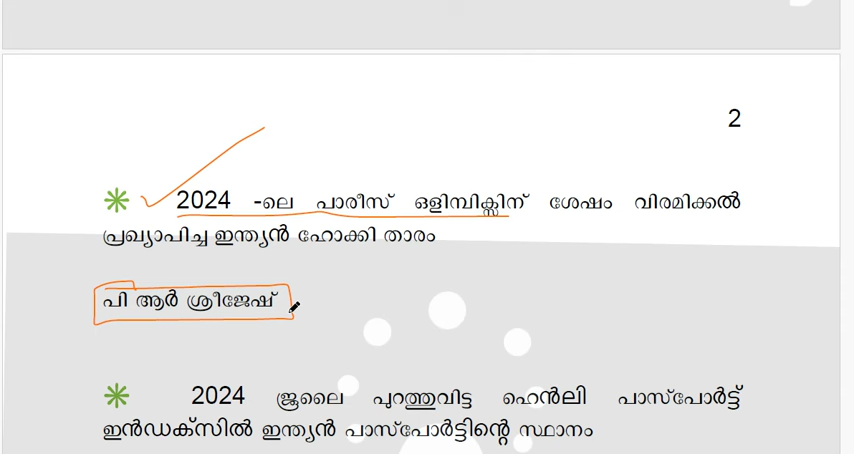 2
✳ 2024 -ലെ പാരീസ് ഒളിമ്പിക്സിന് ശേഷം വിരമിക്കൽ
പ്രഖ്യാപിച്ച ഇന്ത്യൻ ഹോക്കി താരം
പി ആർ ശ്രീജേഷ്
✳ 2024 ജൂലൈ പുറത്തുവിട്ട ഹെൻലി പാസ്പോർട്ട്
ഇൻഡക്സിൽ ഇന്ത്യൻ പാസ്പോർട്ടിന്റെ സ്ഥാനം